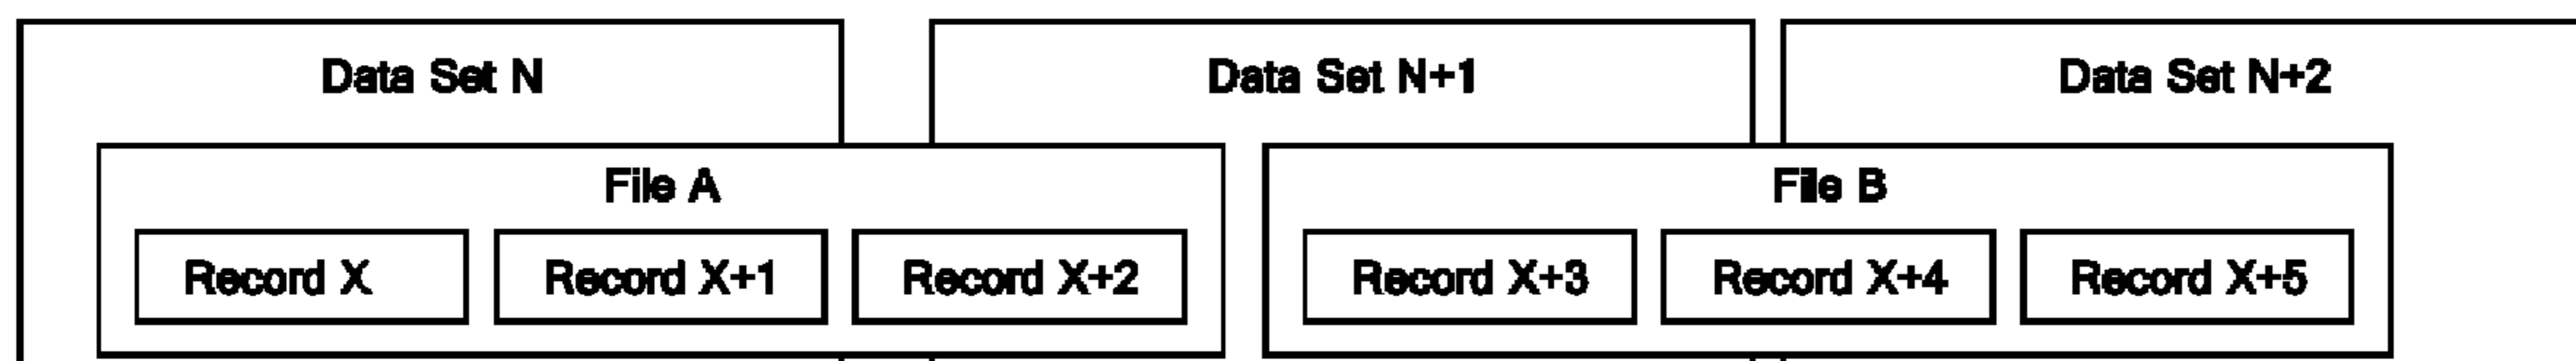 Data Set N Data Set N+1 Data Set N+2
File A File B
Record X Record X+1 Record X+2 Record X+3 Record X+4 Record X+5